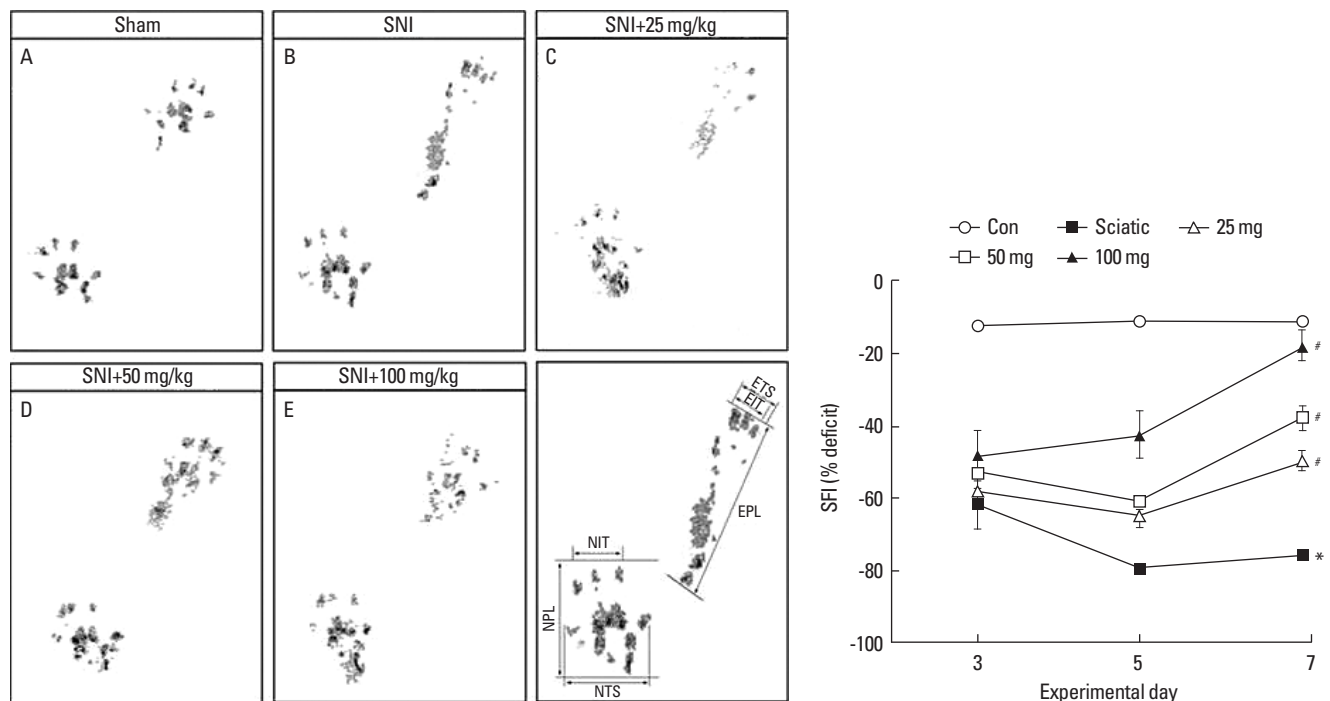 Sham
SNI
SNI+25 mg/kg
A
B
C
SNI+50 mg/kg
SNI+100 mg/kg
D
E
ETS
EIT
EPL
NIT
NPL
NTS
Con
Sciatic
25 mg
50 mg
100 mg
SFI (% deficit)
-0
-20
-40
-60
-80
-100
#
#
#
*
3 5 7
Experimental day